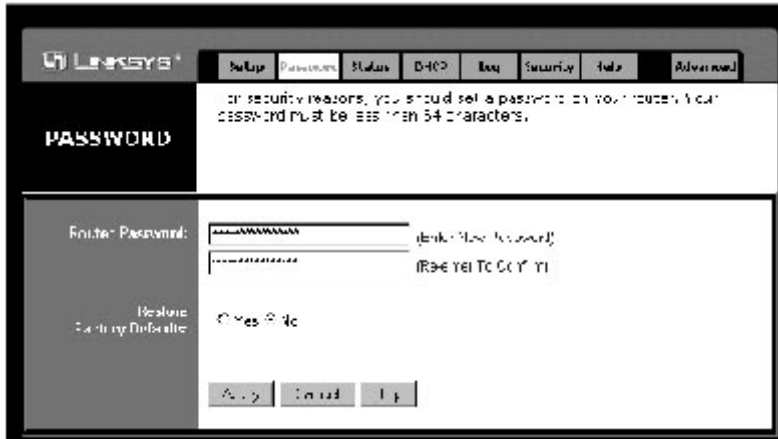 LINKSYS®
Setup Password Status DHCP Log Security Help Advanced
PASSWORD
For security reasons, you should set a password on your router. Your
password must be less than 64 characters.
Router Password:
(Enter New Password)
(Re-enter To Confirm)
Restore
Factory Defaults:
Yes No
Apply Cancel Help